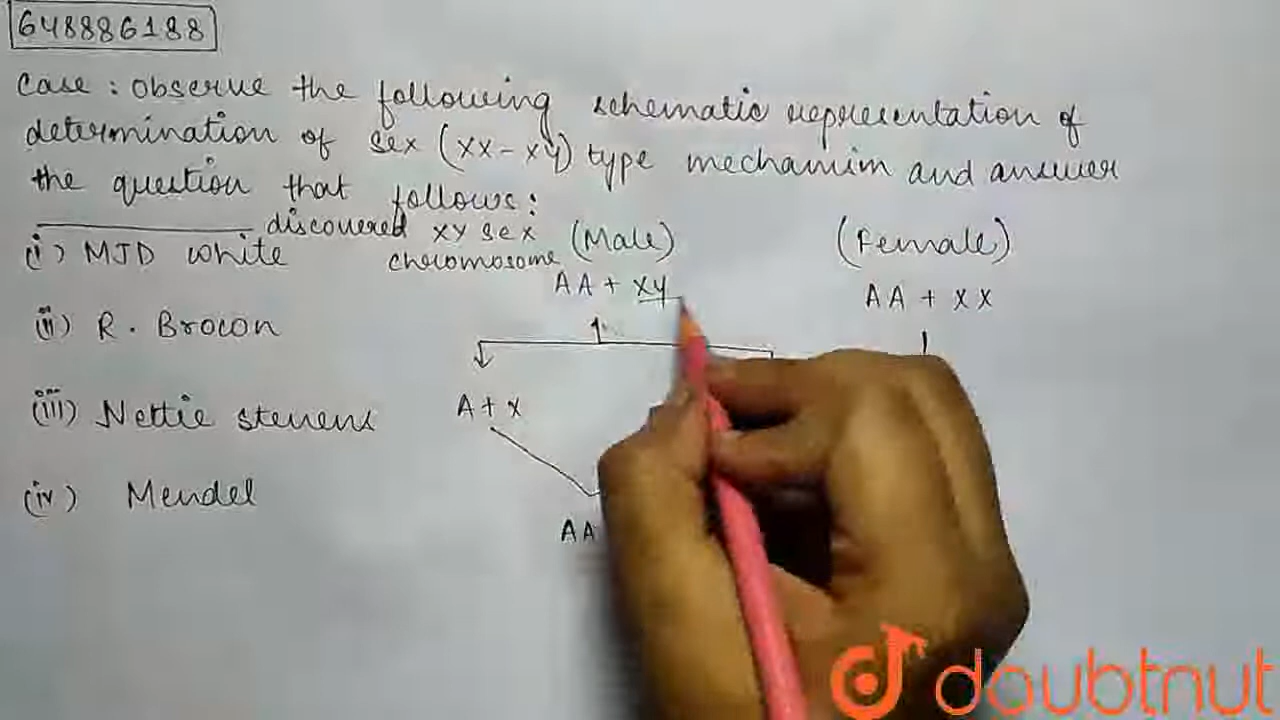 648886188
Case : Observe the following schematic representation of
determination of sex (XX - XY) type mechanism and answer
the question that follows :
__________ discovered XY sex chromosome
(Male)
(Female)
(i) MJD White
AA + XY
AA + XX
(ii) R. Brocon
A + X
(iii) Nettie Stevens
(iv) Mendel
AA
doubtnut